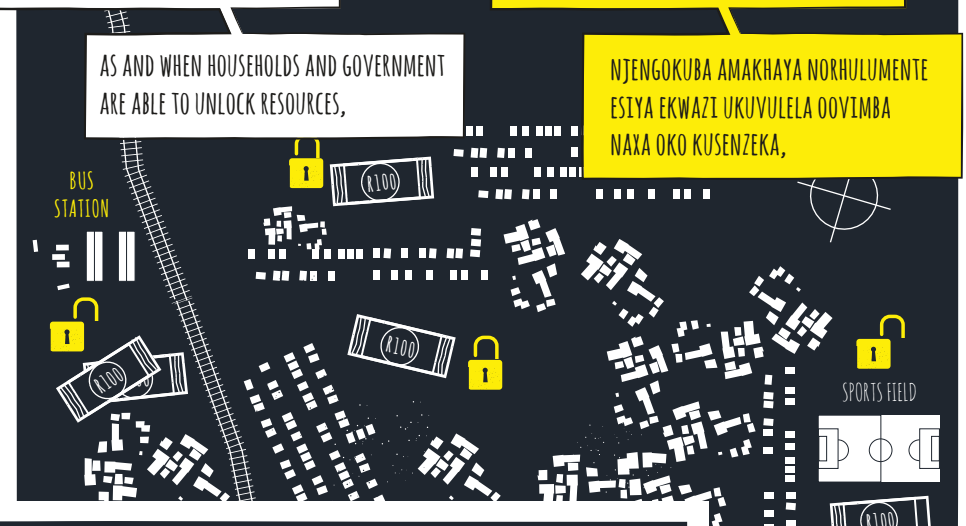 AS AND WHEN HOUSEHOLDS AND GOVERNMENT
ARE ABLE TO UNLOCK RESOURCES,
NJENGOKUBA AMAKHAYA NORHULUMENTE
ESIYA EKWAZI UKUVULELA OOVIMBA
NAXA OKO KUSENZEKA,
BUS
STATION
R100
R100
R100
SPORTS FIELD
R100